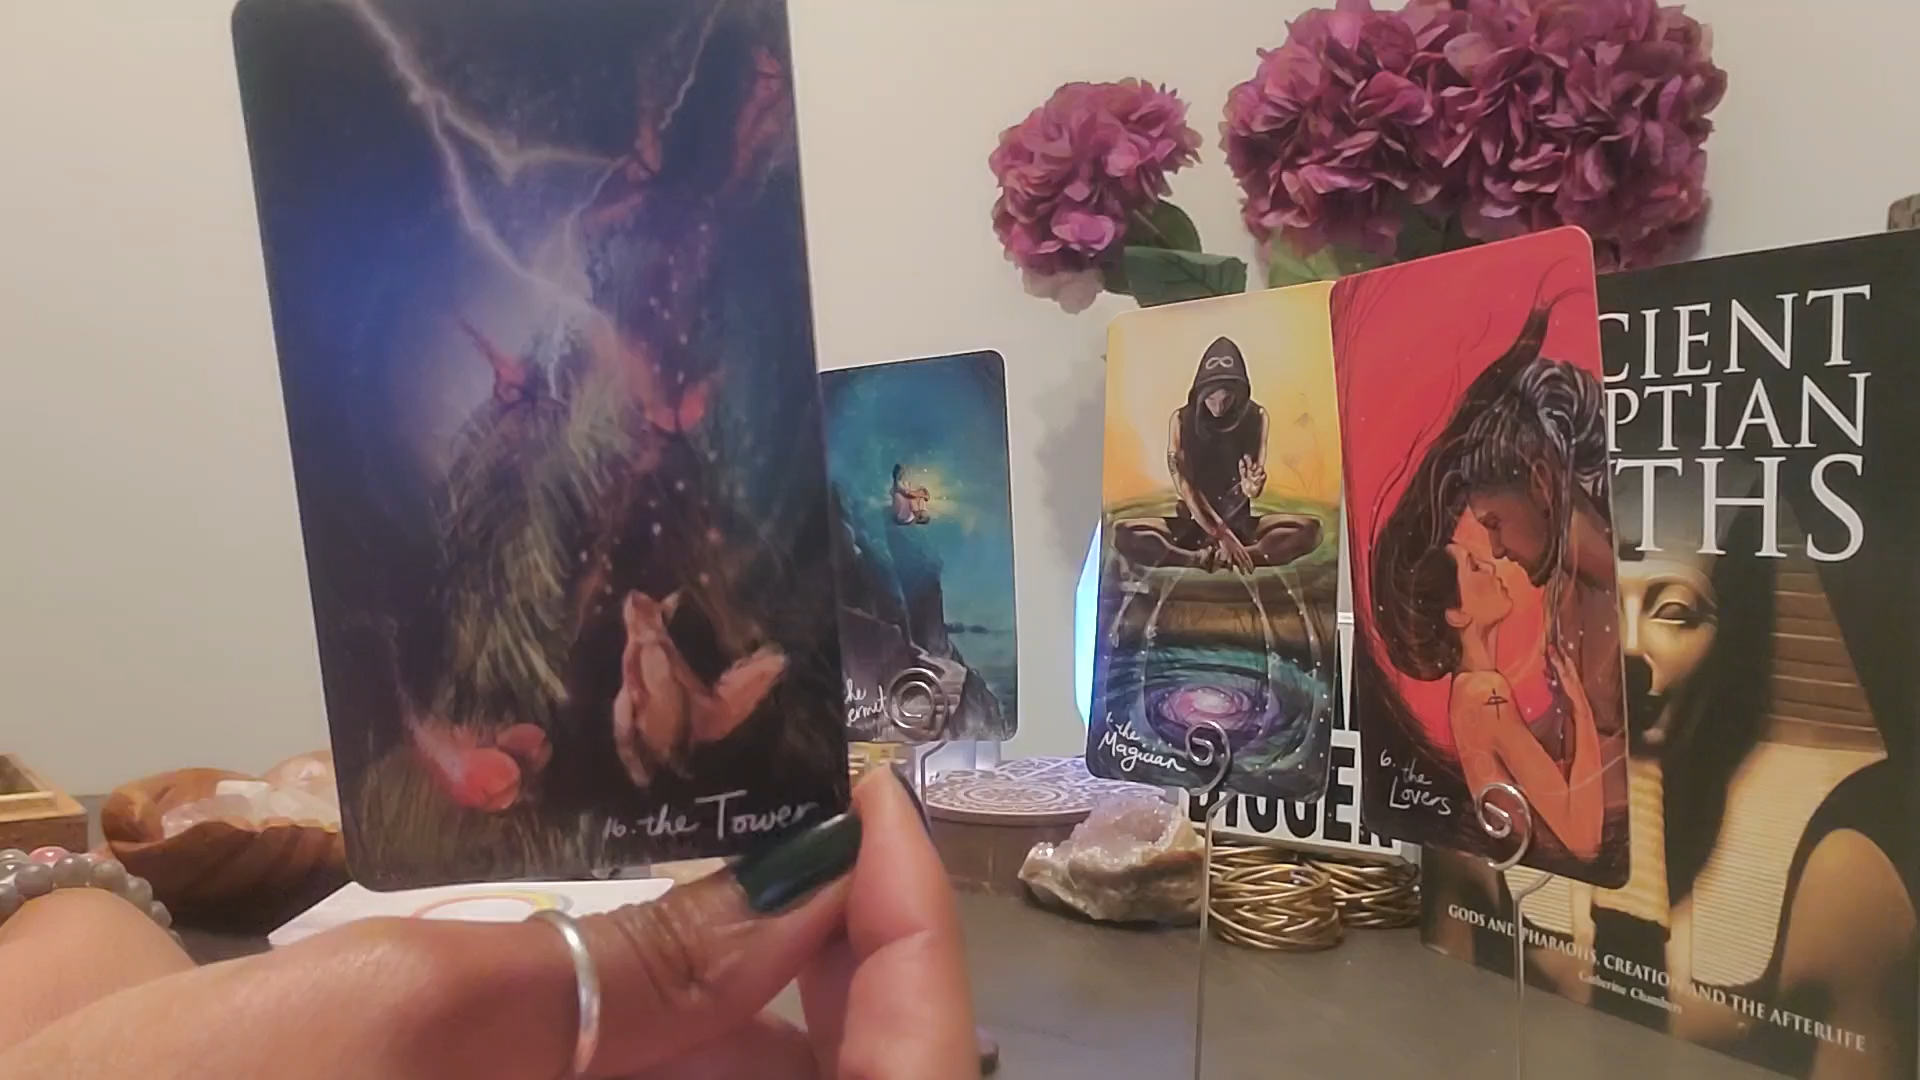 16. the Tower
the
ermit
1. the
Magician
6. the
Lovers
CIENT
PTIAN
THS
GODS AND PHARAOHS, CREATION AND THE AFTERLIFE
Catherine Chambers